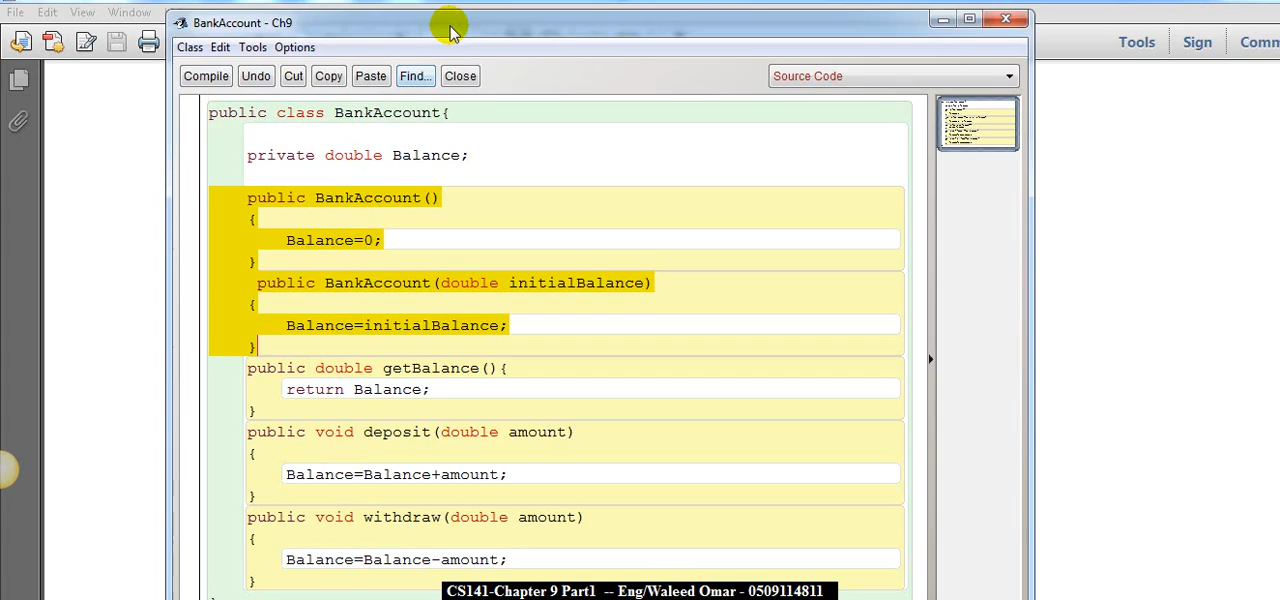 File Edit View Window
BankAccount - Ch9
Class Edit Tools Options
Tools Sign Comm
Compile Undo Cut Copy Paste Find... Close Source Code
public class BankAccount{
private double Balance;
public BankAccount()
{
Balance=0;
}
public BankAccount(double initialBalance)
{
Balance=initialBalance;
}
public double getBalance(){
return Balance;
}
public void deposit(double amount)
{
Balance=Balance+amount;
}
public void withdraw(double amount)
{
Balance=Balance-amount;
}
CS141-Chapter 9 Part1 -- Eng/Waleed Omar - 0509114811